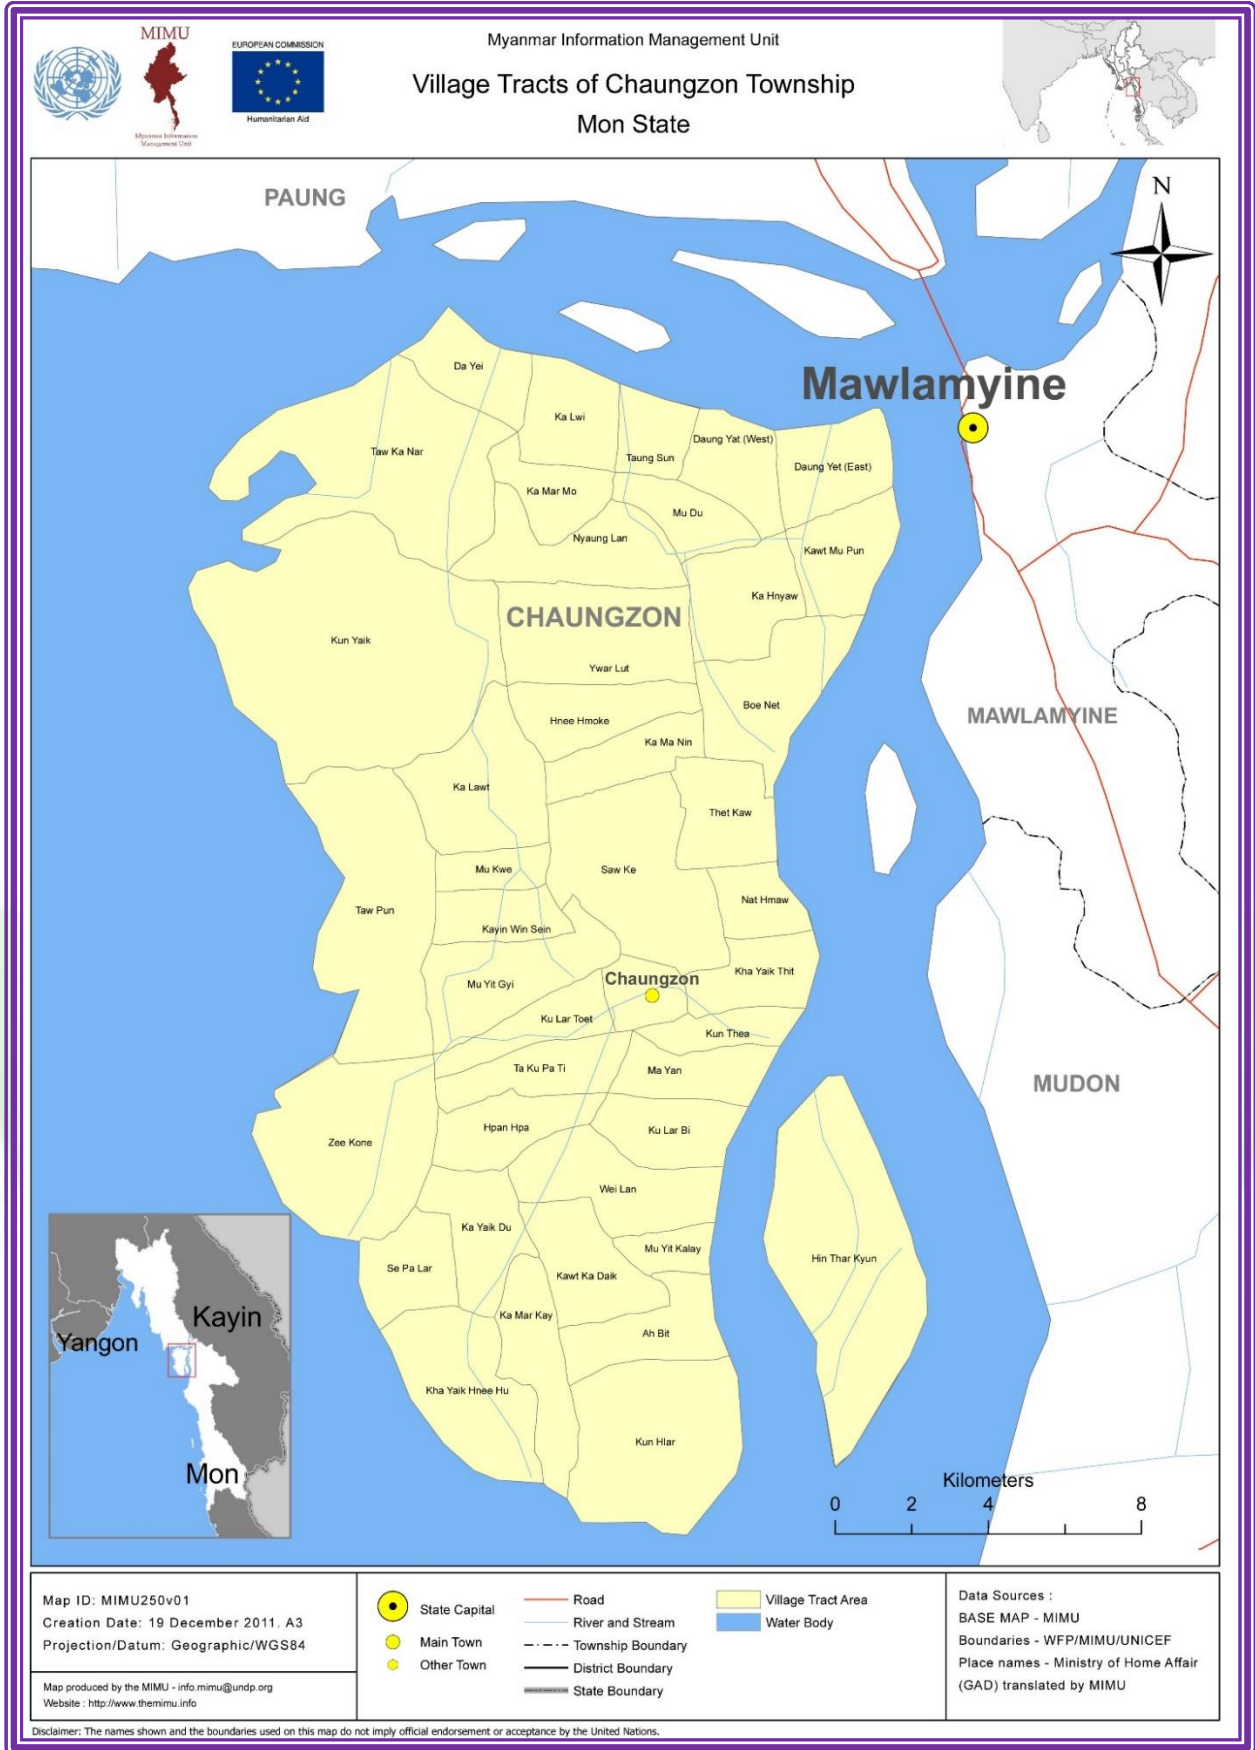 MIMU
Myanmar Information
Management Unit
EUROPEAN COMMISSION
Humanitarian Aid
Myanmar Information Management Unit
Village Tracts of Chaungzon Township
Mon State
PAUNG
N
Mawlamyine
Da Yei
Ka Lwi
Taw Ka Nar
Taung Sun
Daung Yat (West)
Daung Yet (East)
Ka Mar Mo
Mu Du
Nyaung Lan
Kawt Mu Pun
Ka Hnyaw
CHAUNGZON
Kun Yaik
Ywar Lut
Boe Net
MAWLAMYINE
Hnee Hmoke
Ka Ma Nin
Ka Lawt
Thet Kaw
Mu Kwe
Saw Ke
Nat Hmaw
Taw Pun
Kayin Win Sein
Kha Yaik Thit
Chaungzon
Mu Yit Gyi
Ku Lar Toet
Kun Thea
Ta Ku Pa Ti
Ma Yan
MUDON
Hpan Hpa
Ku Lar Bi
Zee Kone
Wei Lan
Ka Yaik Du
Mu Yit Kalay
Hin Thar Kyun
Se Pa Lar
Kawt Ka Daik
Ka Mar Kay
Ah Bit
Kha Yaik Hnee Hu
Kun Hlar
Kayin
Yangon
Mon
Kilometers
0 2 4 8
Map ID: MIMU250v01
Creation Date: 19 December 2011. A3
Projection/Datum: Geographic/WGS84
Map produced by the MIMU - info.mimu@undp.org
Website : http://www.themimu.info
State Capital
Main Town
Other Town
Road
River and Stream
Township Boundary
District Boundary
State Boundary
Village Tract Area
Water Body
Data Sources :
BASE MAP - MIMU
Boundaries - WFP/MIMU/UNICEF
Place names - Ministry of Home Affair
(GAD) translated by MIMU
Disclaimer: The names shown and the boundaries used on this map do not imply official endorsement or acceptance by the United Nations.